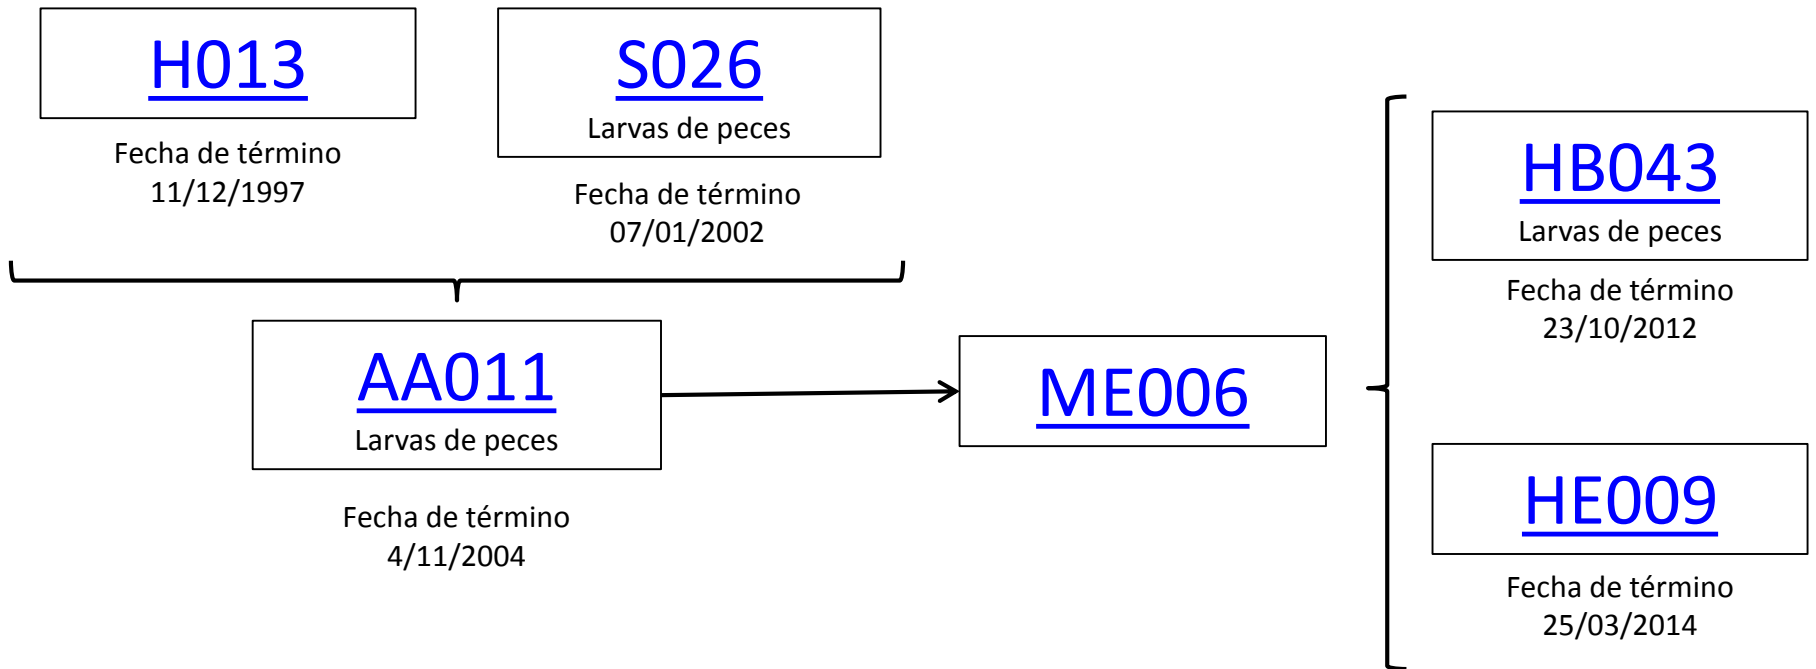 H013
Fecha de término
11/12/1997
S026
Larvas de peces
Fecha de término
07/01/2002
AA011
Larvas de peces
Fecha de término
4/11/2004
ME006
HB043
Larvas de peces
Fecha de término
23/10/2012
HE009
Fecha de término
25/03/2014